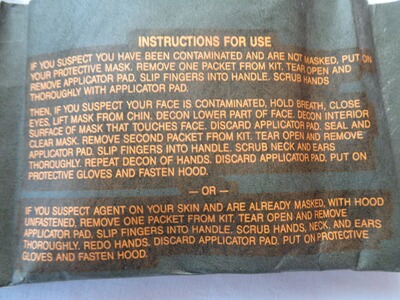 INSTRUCTIONS FOR USE
IF YOU SUSPECT YOU HAVE BEEN CONTAMINATED AND ARE NOT MASKED, PUT ON
YOUR PROTECTIVE MASK. REMOVE ONE PACKET FROM KIT. TEAR OPEN AND
REMOVE APPLICATOR PAD. SLIP FINGERS INTO HANDLE. SCRUB HANDS
THOROUGHLY WITH APPLICATOR PAD.
THEN, IF YOU SUSPECT YOUR FACE IS CONTAMINATED, HOLD BREATH, CLOSE
EYES. LIFT MASK FROM CHIN. DECON LOWER PART OF FACE. DECON INTERIOR
SURFACE OF MASK THAT TOUCHES FACE. DISCARD APPLICATOR PAD. SEAL AND
CLEAR MASK. REMOVE SECOND PACKET FROM KIT. TEAR OPEN AND REMOVE
APPLICATOR PAD. SLIP FINGERS INTO HANDLE. SCRUB NECK AND EARS
THOROUGHLY. REPEAT DECON OF HANDS. DISCARD APPLICATOR PAD. PUT ON
PROTECTIVE GLOVES AND FASTEN HOOD.
— OR —
IF YOU SUSPECT AGENT ON YOUR SKIN AND ARE ALREADY MASKED, WITH HOOD
UNFASTENED, REMOVE ONE PACKET FROM KIT. TEAR OPEN AND REMOVE
APPLICATOR PAD. SLIP FINGERS INTO HANDLE. SCRUB HANDS, NECK, AND EARS
THOROUGHLY. REDO HANDS. DISCARD APPLICATOR PAD. PUT ON PROTECTIVE
GLOVES AND FASTEN HOOD.